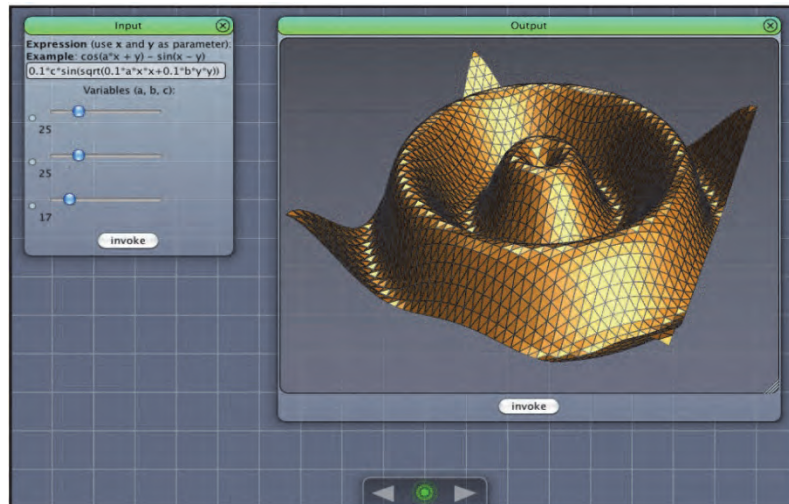 Input
Expression (use x and y as parameter):
Example: cos(a*x + y) - sin(x - y)
0.1*c*sin(sqrt(0.1*a*x*x+0.1*b*y*y))
Variables (a, b, c):
25
25
17
invoke
Output
invoke